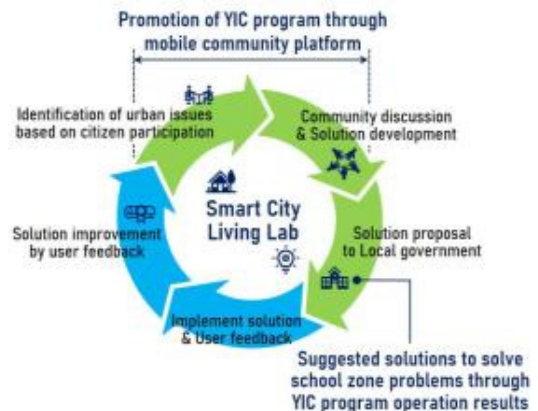 Promotion of YIC program through
mobile community platform
Identification of urban issues
based on citizen participation
Community discussion
& Solution development
Smart City
Living Lab
Solution improvement
by user feedback
Solution proposal
to Local government
Implement solution
& User feedback
Suggested solutions to solve
school zone problems through
YIC program operation results